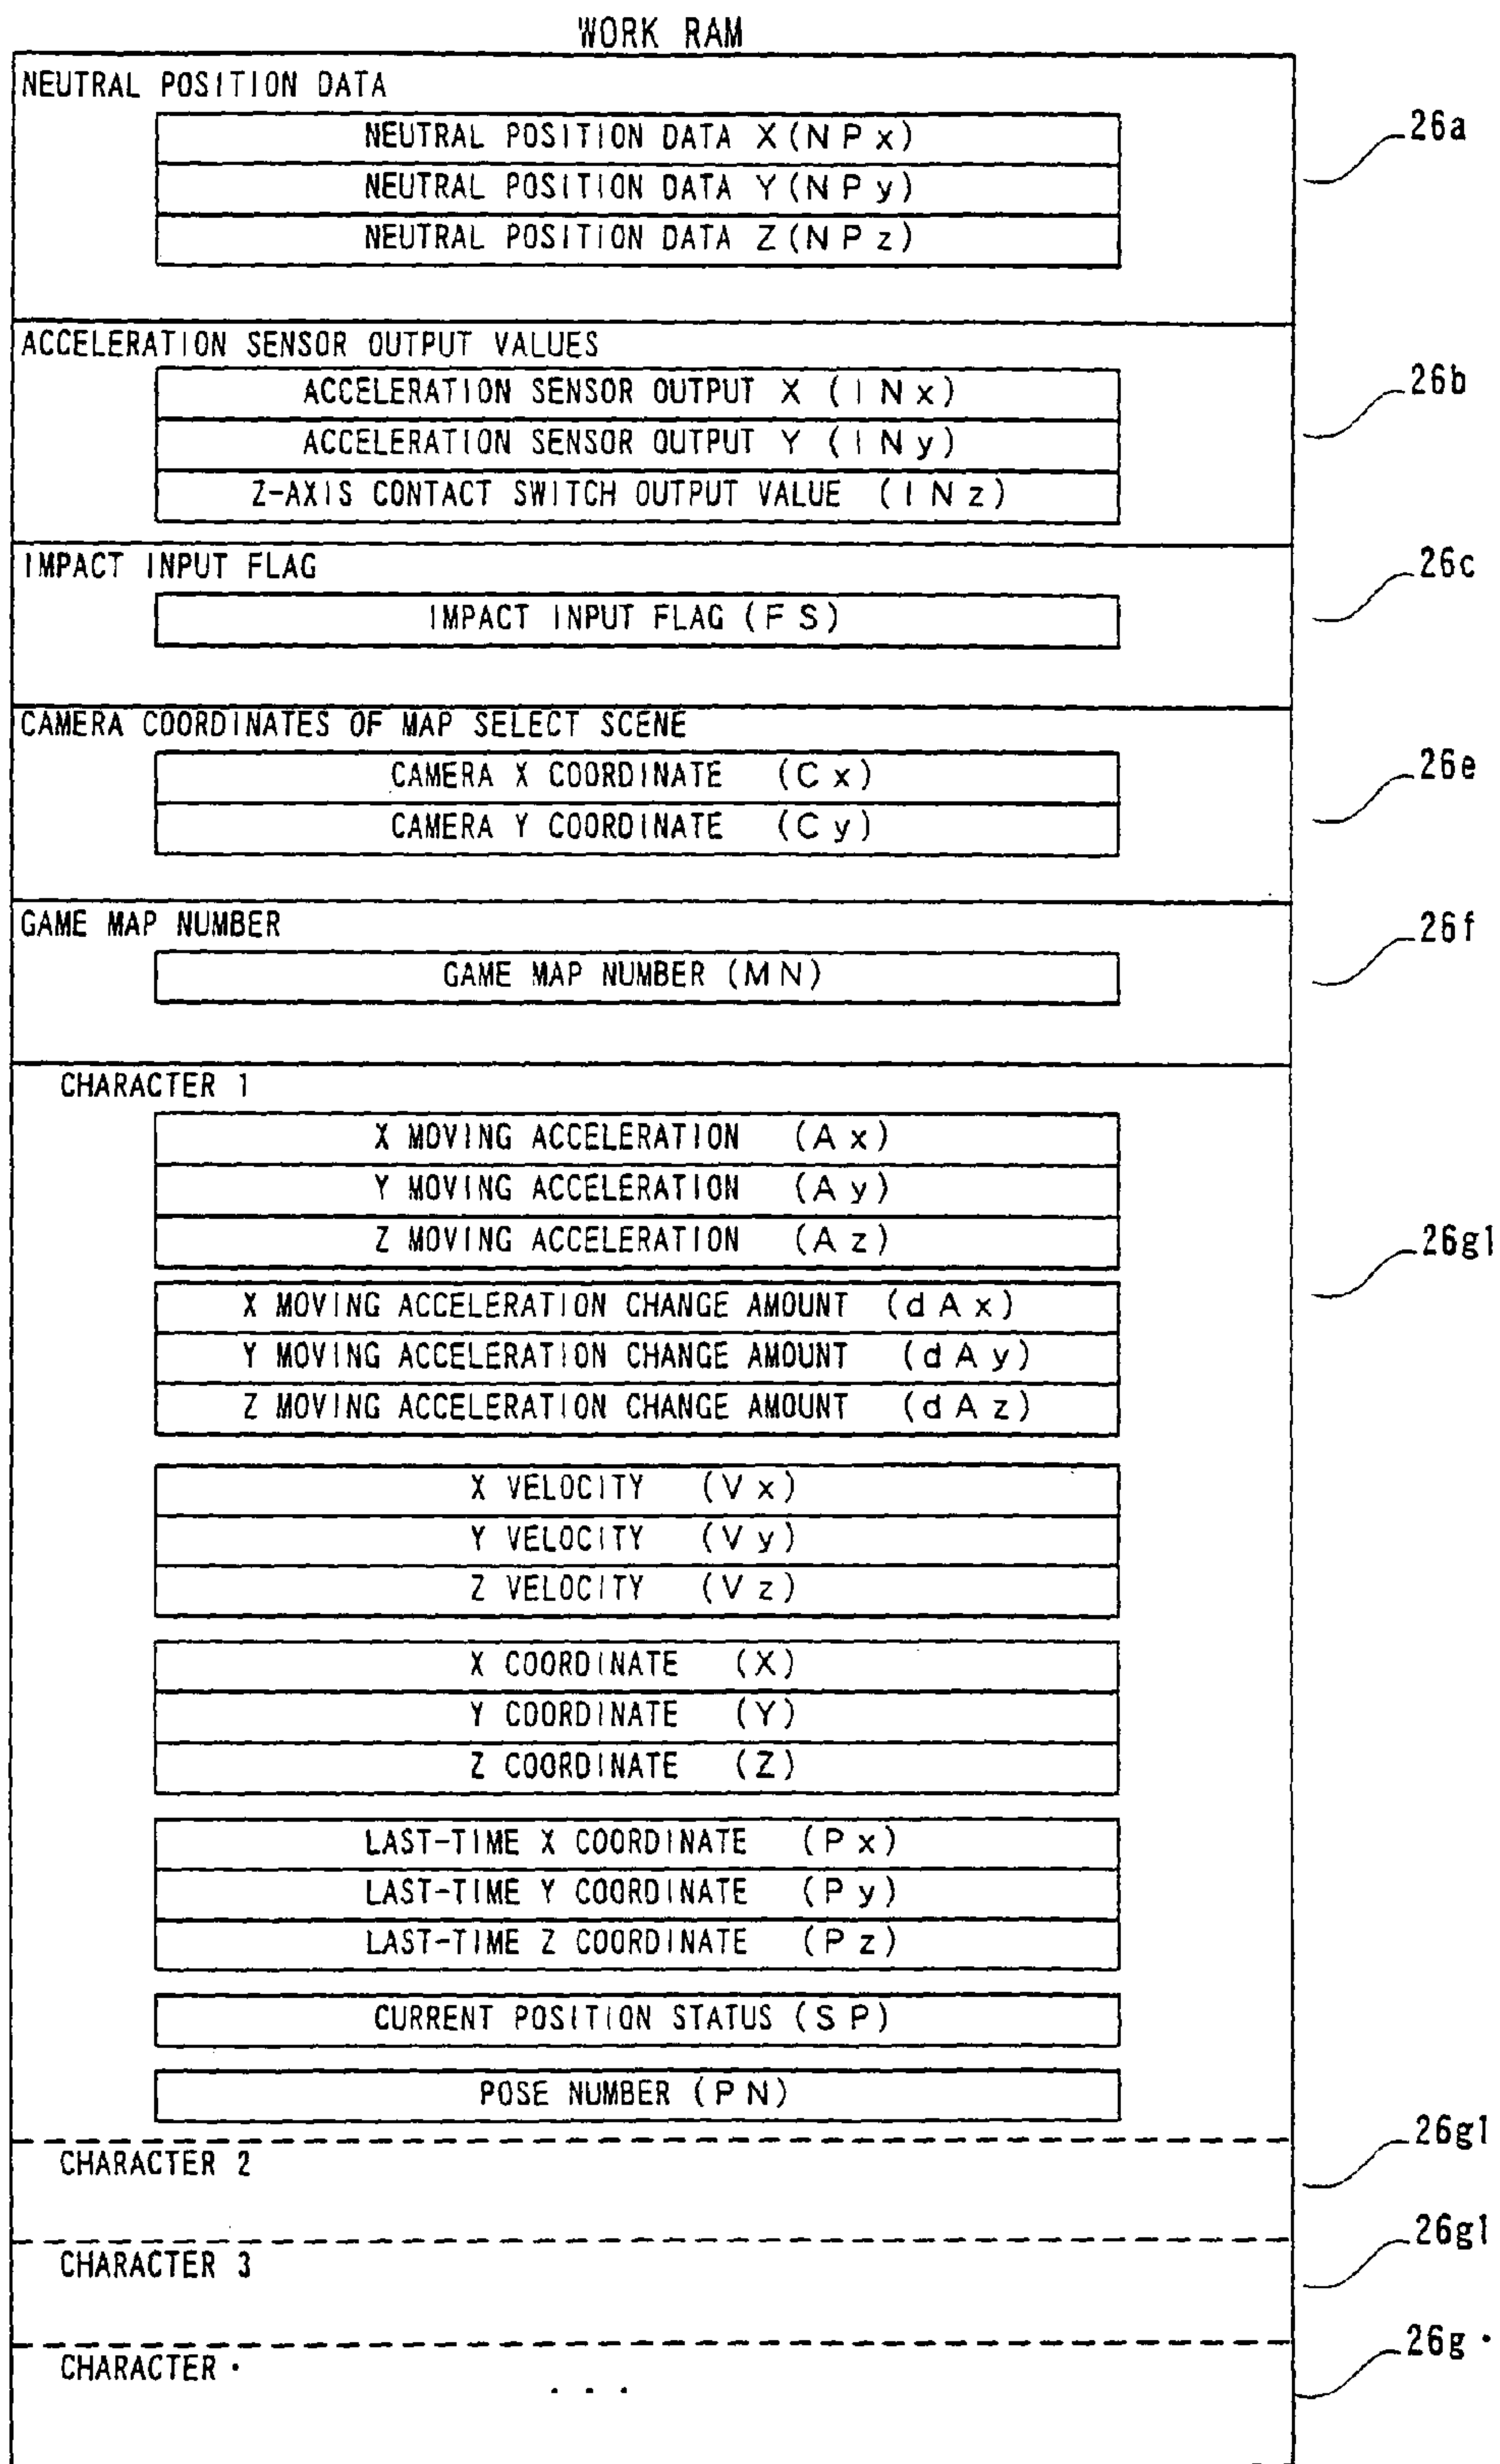 WORK RAM
NEUTRAL POSITION DATA
NEUTRAL POSITION DATA X (NPx)
NEUTRAL POSITION DATA Y (NPy)
NEUTRAL POSITION DATA Z (NPz)
26a
ACCELERATION SENSOR OUTPUT VALUES
ACCELERATION SENSOR OUTPUT X (INx)
ACCELERATION SENSOR OUTPUT Y (INy)
Z-AXIS CONTACT SWITCH OUTPUT VALUE (INz)
26b
IMPACT INPUT FLAG
IMPACT INPUT FLAG (FS)
26c
CAMERA COORDINATES OF MAP SELECT SCENE
CAMERA X COORDINATE (Cx)
CAMERA Y COORDINATE (Cy)
26e
GAME MAP NUMBER
GAME MAP NUMBER (MN)
26f
CHARACTER 1
X MOVING ACCELERATION (Ax)
Y MOVING ACCELERATION (Ay)
Z MOVING ACCELERATION (Az)
26g1
X MOVING ACCELERATION CHANGE AMOUNT (dAx)
Y MOVING ACCELERATION CHANGE AMOUNT (dAy)
Z MOVING ACCELERATION CHANGE AMOUNT (dAz)
X VELOCITY (Vx)
Y VELOCITY (Vy)
Z VELOCITY (Vz)
X COORDINATE (X)
Y COORDINATE (Y)
Z COORDINATE (Z)
LAST-TIME X COORDINATE (Px)
LAST-TIME Y COORDINATE (Py)
LAST-TIME Z COORDINATE (Pz)
CURRENT POSITION STATUS (SP)
POSE NUMBER (PN)
CHARACTER 2
26g1
CHARACTER 3
26g1
CHARACTER ·
26g ·
. . .